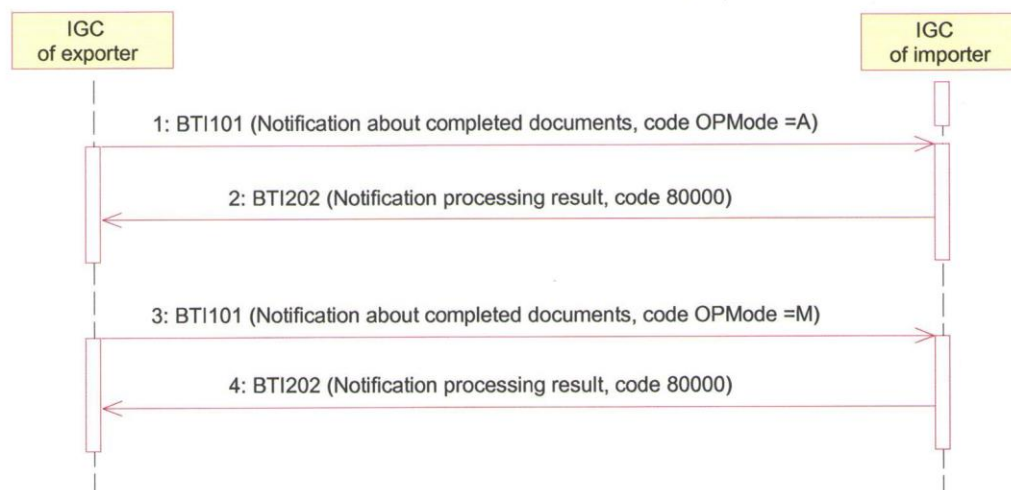 IGC
of exporter
IGC
of importer
1: BTI101 (Notification about completed documents, code OPMode =A)
2: BTI202 (Notification processing result, code 80000)
3: BTI101 (Notification about completed documents, code OPMode =M)
4: BTI202 (Notification processing result, code 80000)